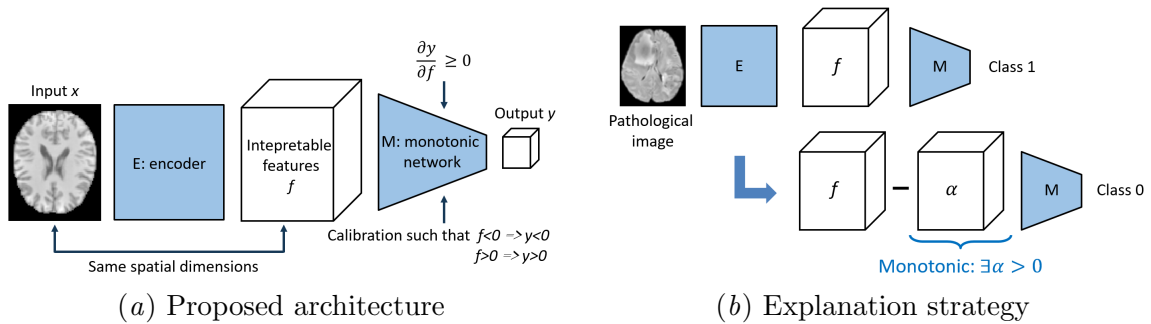 Input x
E: encoder
Intepretable
features
f
∂y/∂f ≥ 0
M: monotonic
network
Output y
Calibration such that f<0 => y<0
f>0 => y>0
Same spatial dimensions
(a) Proposed architecture
Pathological
image
E
f
M
Class 1
f
−
α
M
Class 0
Monotonic: ∃α > 0
(b) Explanation strategy